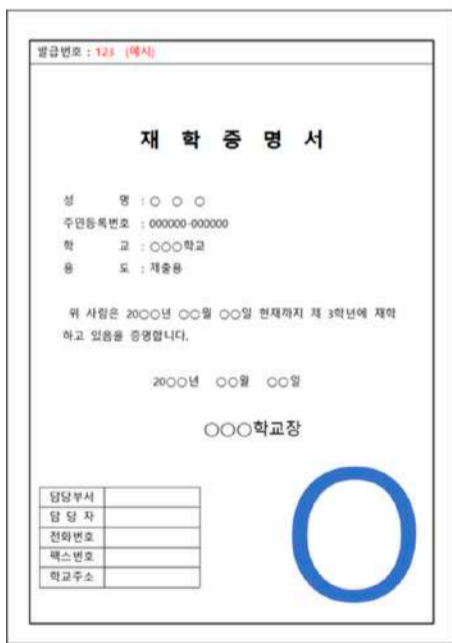 발급번호 : 123 (예시)
재 학 증 명 서
성 명 : ○ ○ ○
주민등록번호 : 000000-000000
학 교 : ○○○학교
용 도 : 제출용
위 사람은 20○○년 ○○월 ○○일 현재까지 제 3학년에 재학
하고 있음을 증명합니다.
20○○년 ○○월 ○○일
○○○학교장
담당부서
담 당 자
전화번호
팩스번호
학교주소